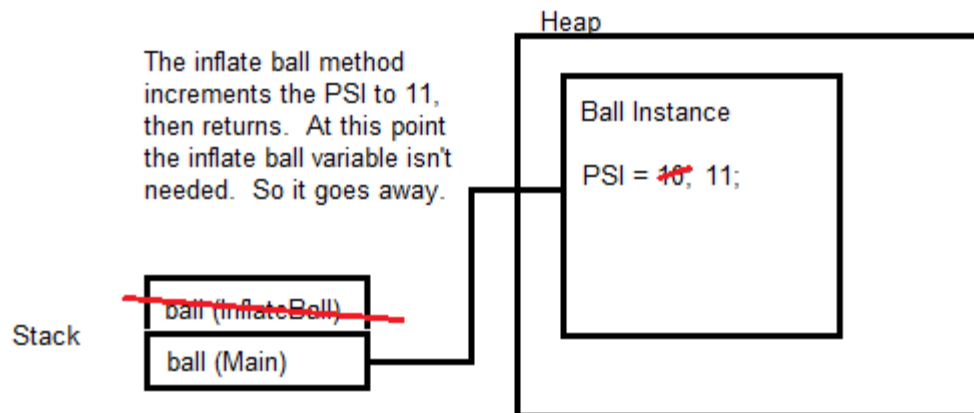 Heap
The inflate ball method
increments the PSI to 11,
then returns.  At this point
the inflate ball variable isn't
needed.  So it goes away.
Ball Instance
PSI = 10, 11;
ball (InflateBall)
Stack
ball (Main)